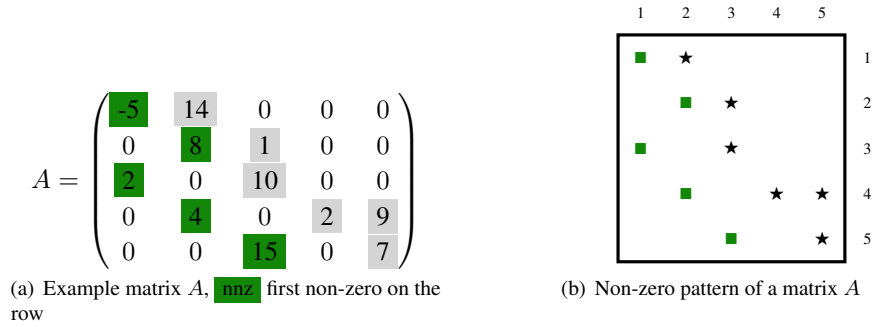 1 2 3 4 5
1
2
3
4
5
A =
-5 14 0 0 0
0 8 1 0 0
2 0 10 0 0
0 4 0 2 9
0 0 15 0 7
(a) Example matrix A, nnz first non-zero on the
row
(b) Non-zero pattern of a matrix A